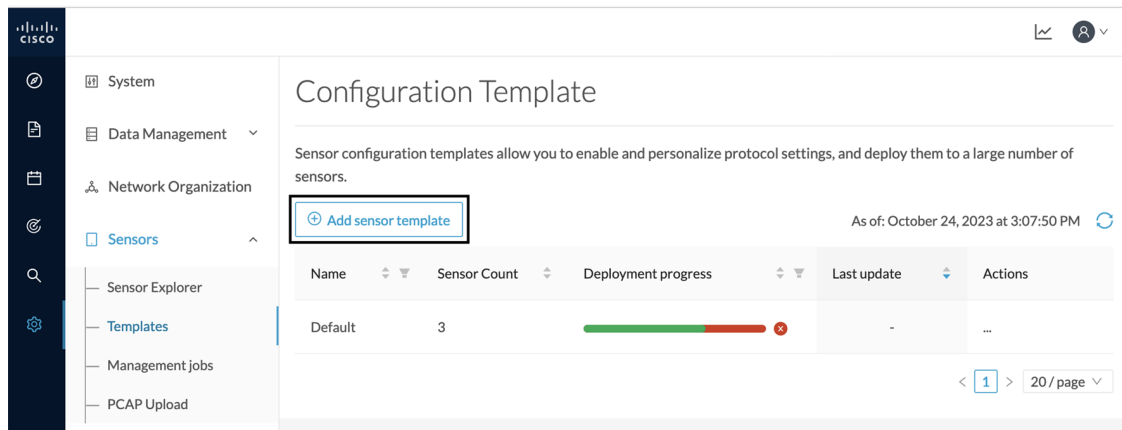 CISCO
System
Data Management
Network Organization
Sensors
Sensor Explorer
Templates
Management jobs
PCAP Upload
Configuration Template
Sensor configuration templates allow you to enable and personalize protocol settings, and deploy them to a large number of
sensors.
Add sensor template
As of: October 24, 2023 at 3:07:50 PM
Name Sensor Count Deployment progress Last update Actions
Default 3 - ...
< 1 > 20 / page